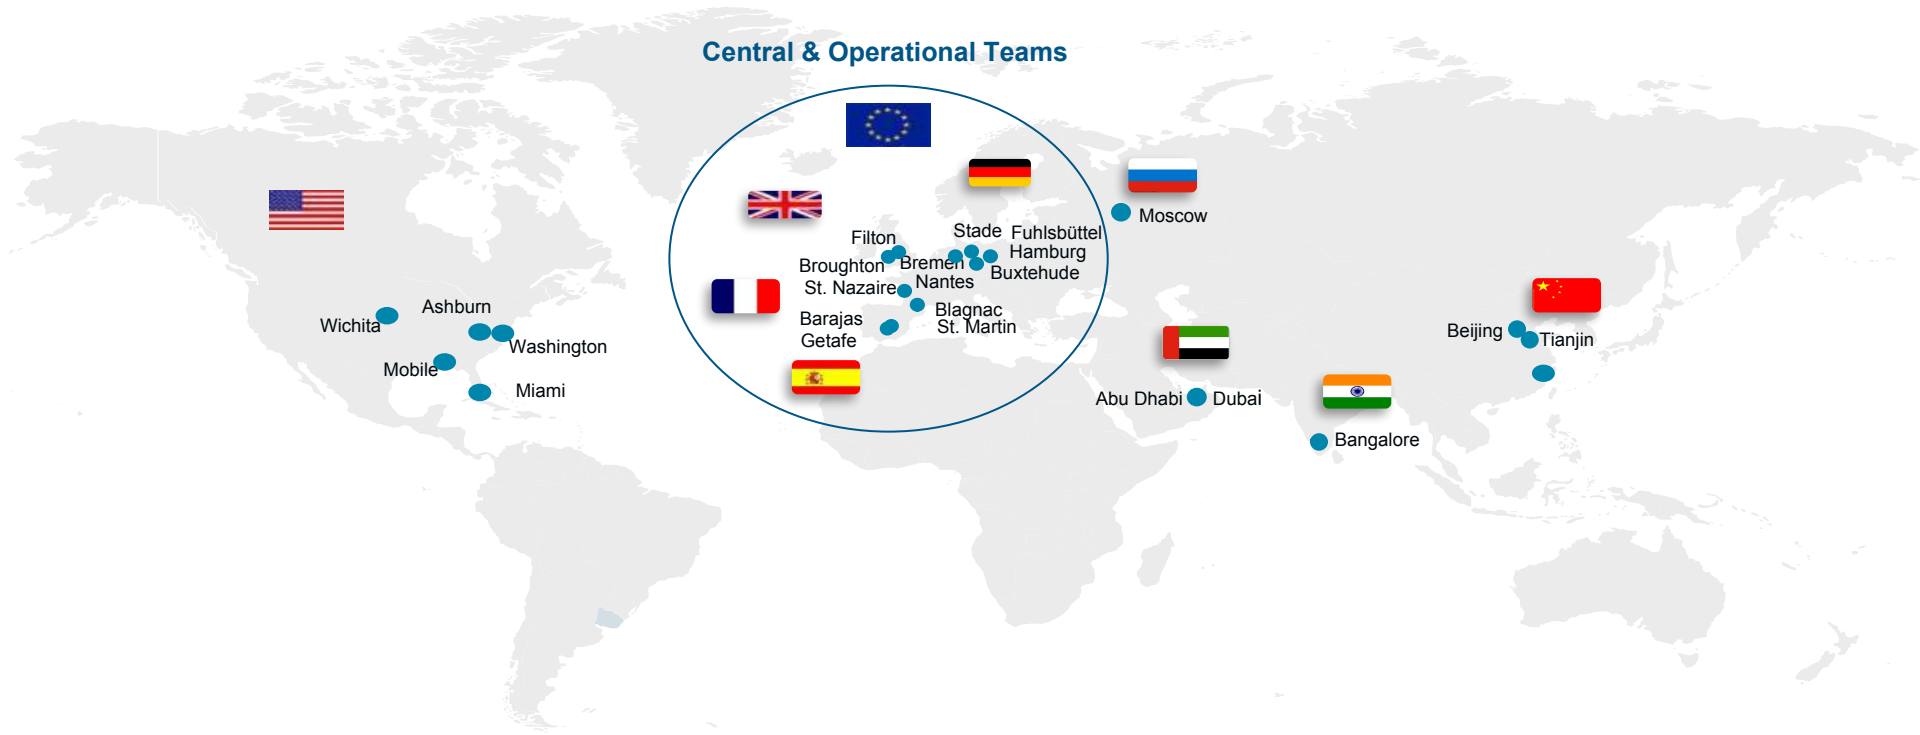 Central & Operational Teams
Moscow
Filton
Stade
Fuhlsbüttel
Hamburg
Broughton
Bremen
Buxtehude
St. Nazaire
Nantes
Ashburn
Wichita
Blagnac
Barajas
St. Martin
Getafe
Washington
Mobile
Miami
Beijing
Tianjin
Abu Dhabi
Dubai
Bangalore